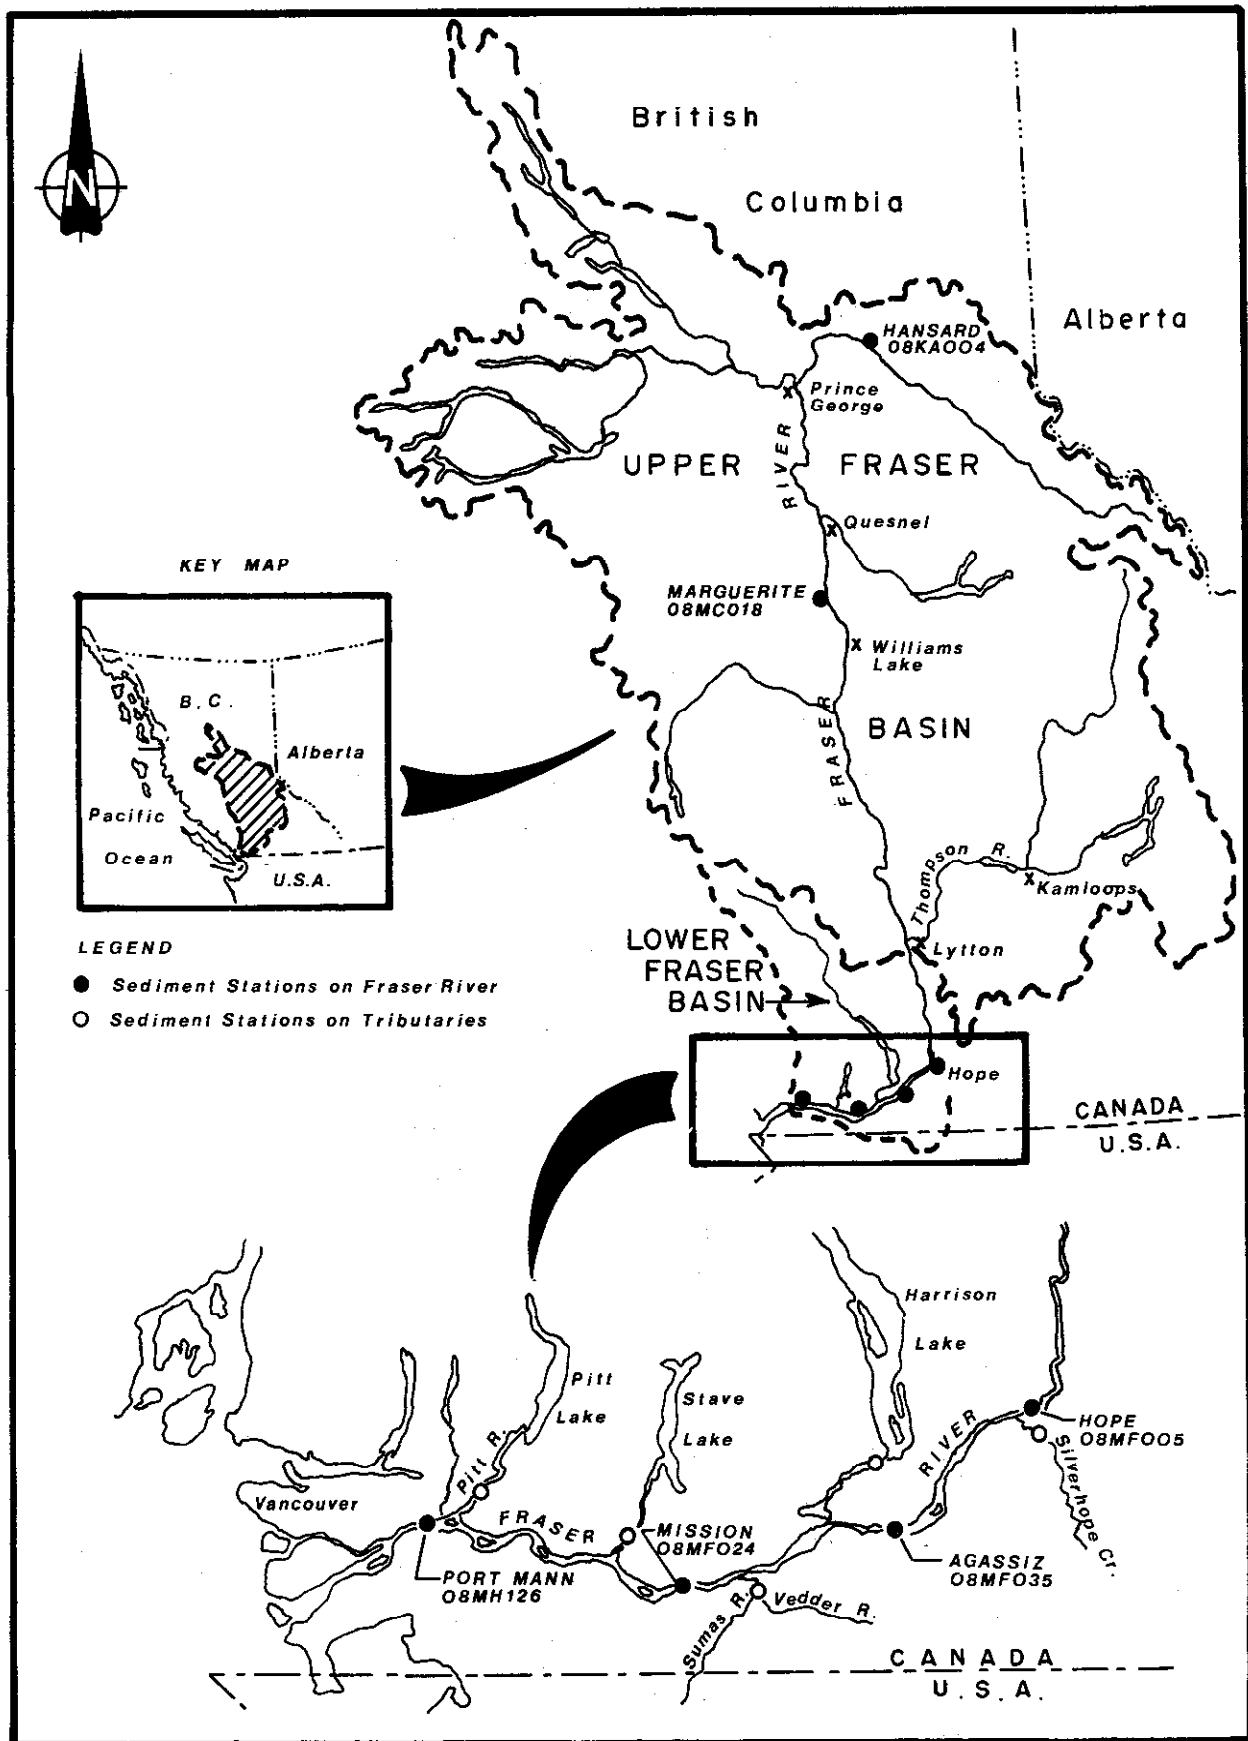 British
Columbia
Alberta
N
HANSARD
08KA004
Prince
George
UPPER FRASER
RIVER
Quesnel
KEY MAP
MARGUERITE
08MC018
Williams
Lake
B.C.
Alberta
Pacific
Ocean
U.S.A.
FRASER
BASIN
Thompson R.
Kamloops
Lytton
LEGEND
Sediment Stations on Fraser River
Sediment Stations on Tributaries
LOWER
FRASER
BASIN
Hope
CANADA
U.S.A.
Harrison
Lake
Pitt
Lake
Stave
Lake
Pitt R.
RIVER
HOPE
08MF005
Silverhope Cr.
Vancouver
FRASER
MISSION
08MF024
AGASSIZ
08MF035
PORT MANN
08MH126
Sumas R.
Vedder R.
CANADA
U.S.A.